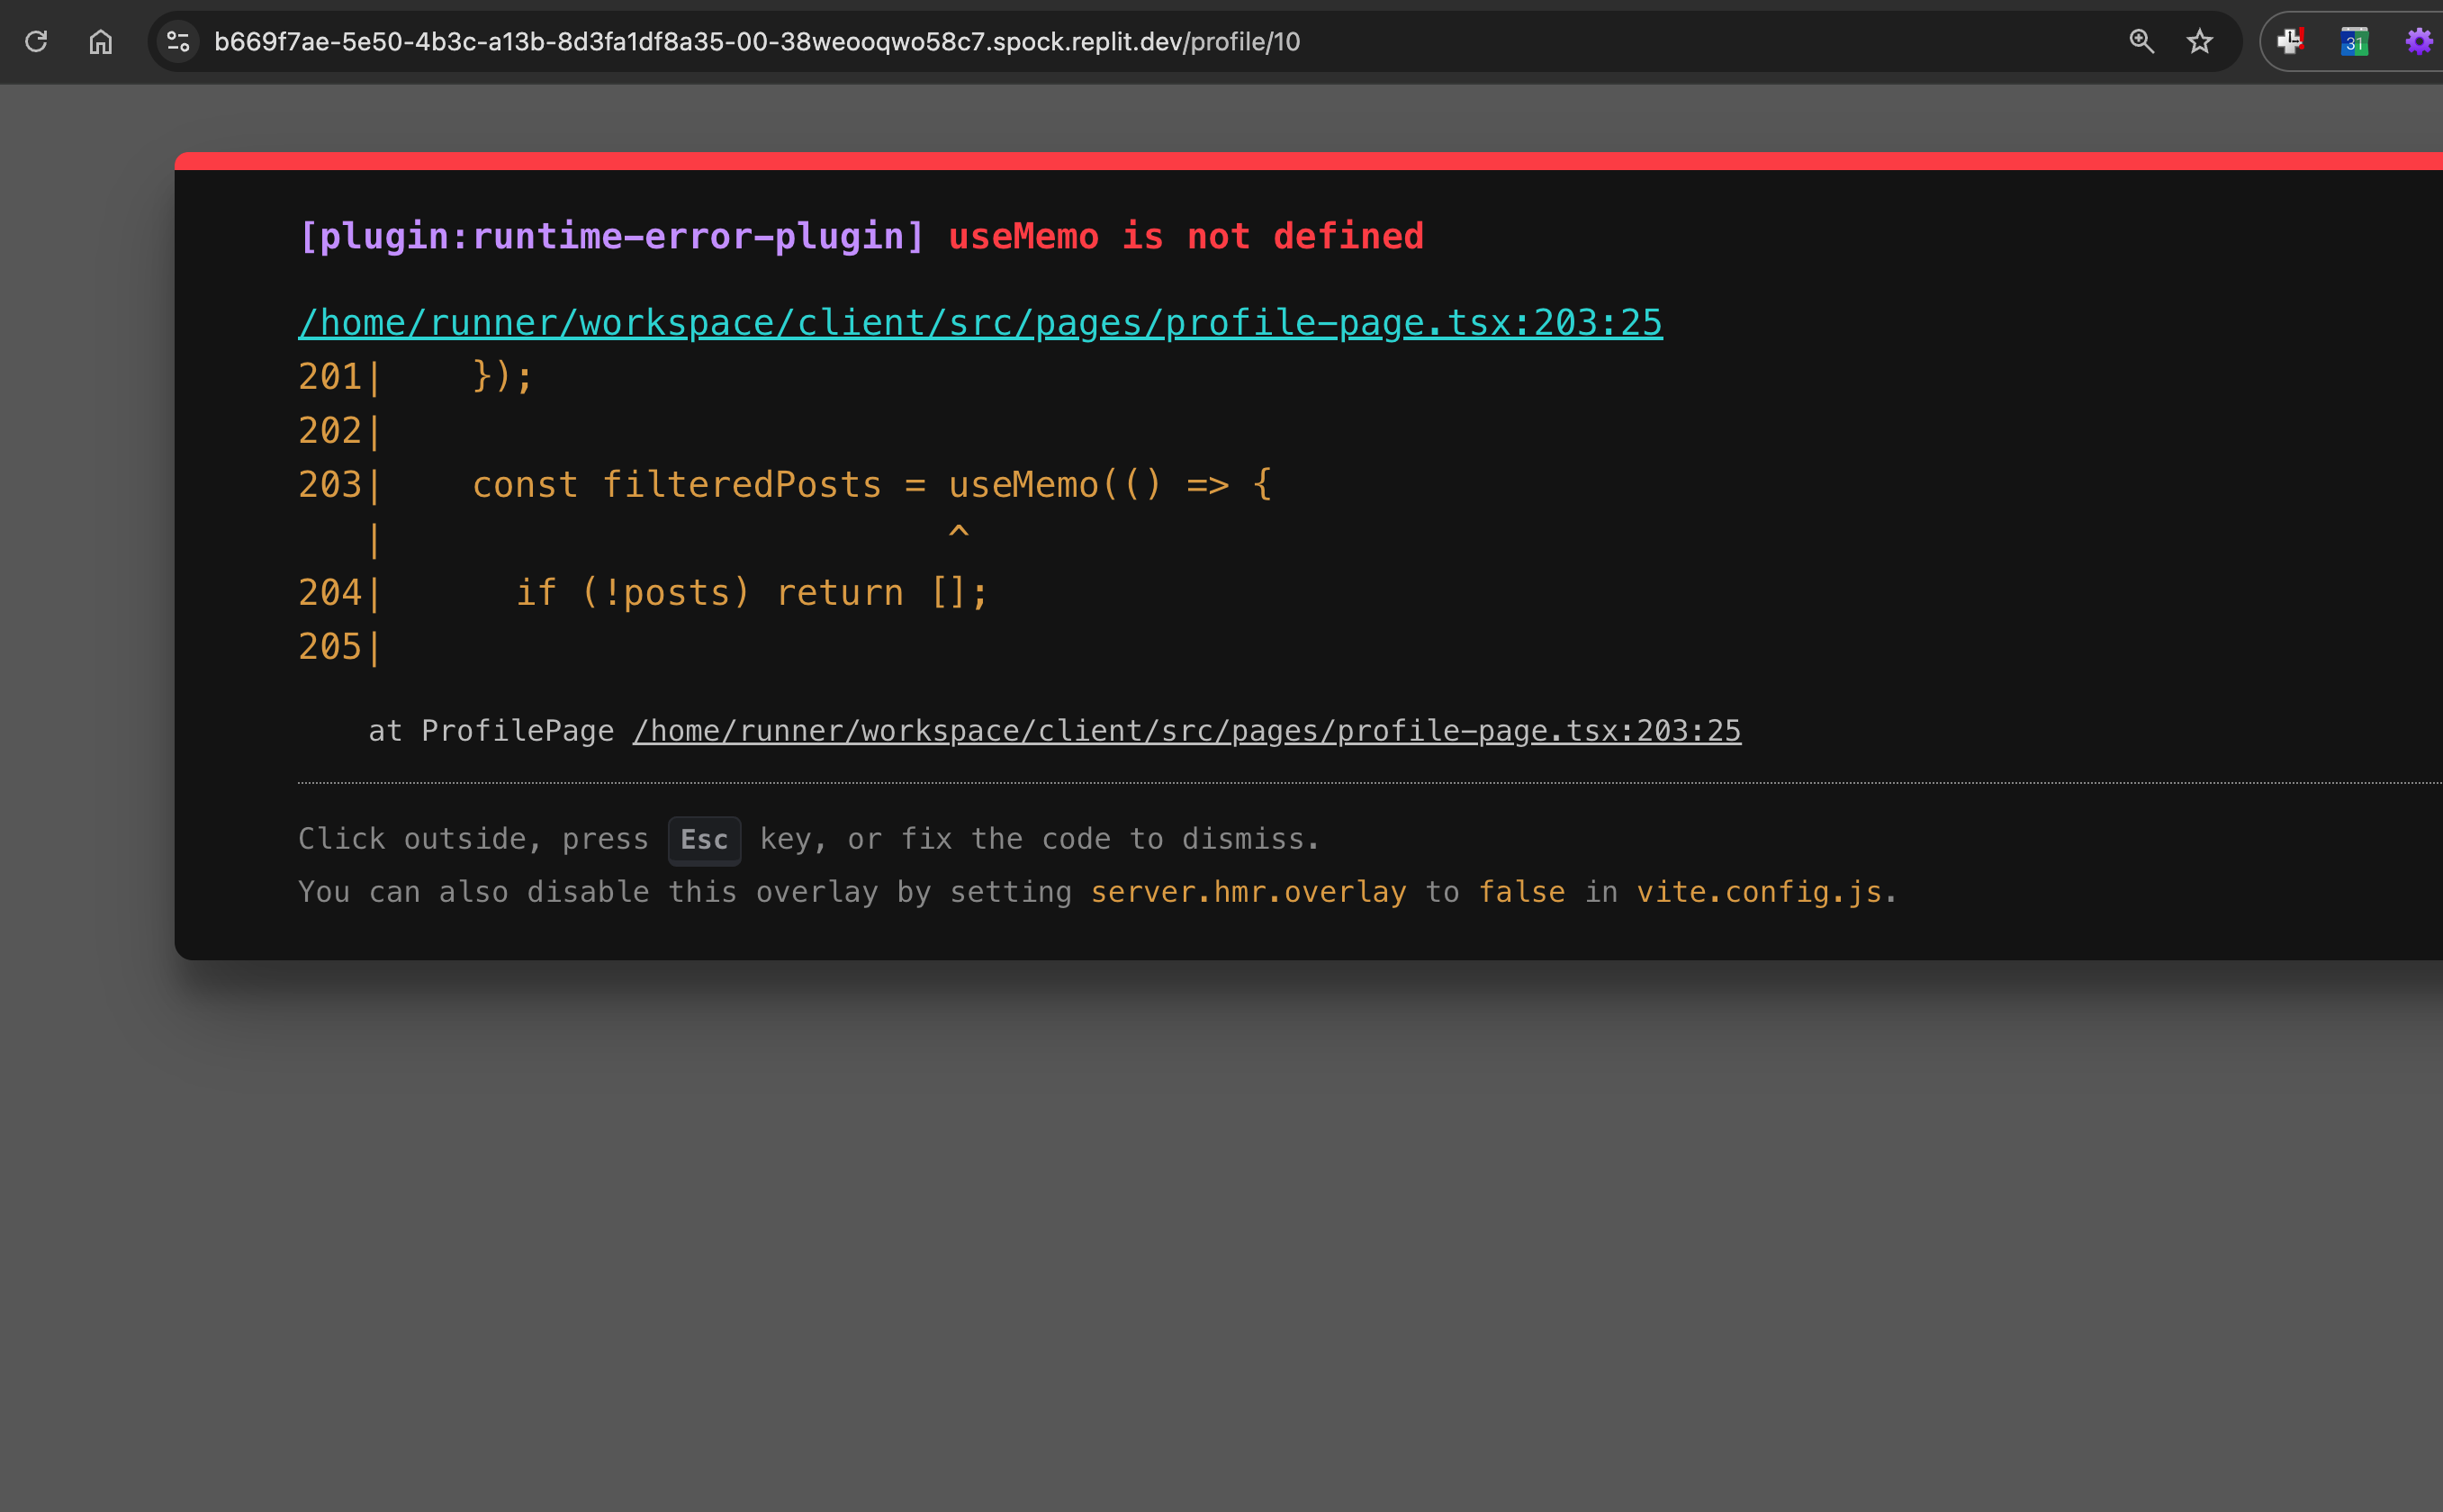 b669f7ae-5e50-4b3c-a13b-8d3fa1df8a35-00-38weooqwo58c7.spock.replit.dev/profile/10
31
[plugin:runtime-error-plugin] useMemo is not defined
/home/runner/workspace/client/src/pages/profile-page.tsx:203:25
201|    });
202|
203|    const filteredPosts = useMemo(() => {
   |                          ^
204|      if (!posts) return [];
205|
at ProfilePage /home/runner/workspace/client/src/pages/profile-page.tsx:203:25
Click outside, press Esc key, or fix the code to dismiss.
You can also disable this overlay by setting server.hmr.overlay to false in vite.config.js.